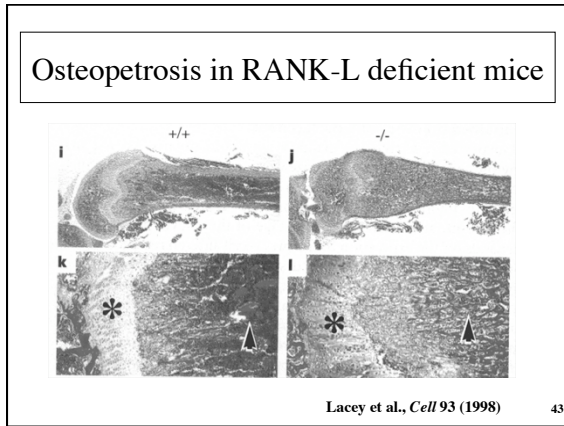 Osteopetrosis in RANK-L deficient mice
+/+ -/-
i j
k l
* *
Lacey et al., Cell 93 (1998) 43